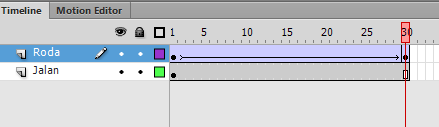 Timeline Motion Editor
1 5 10 15 20 25 30
Roda
Jalan